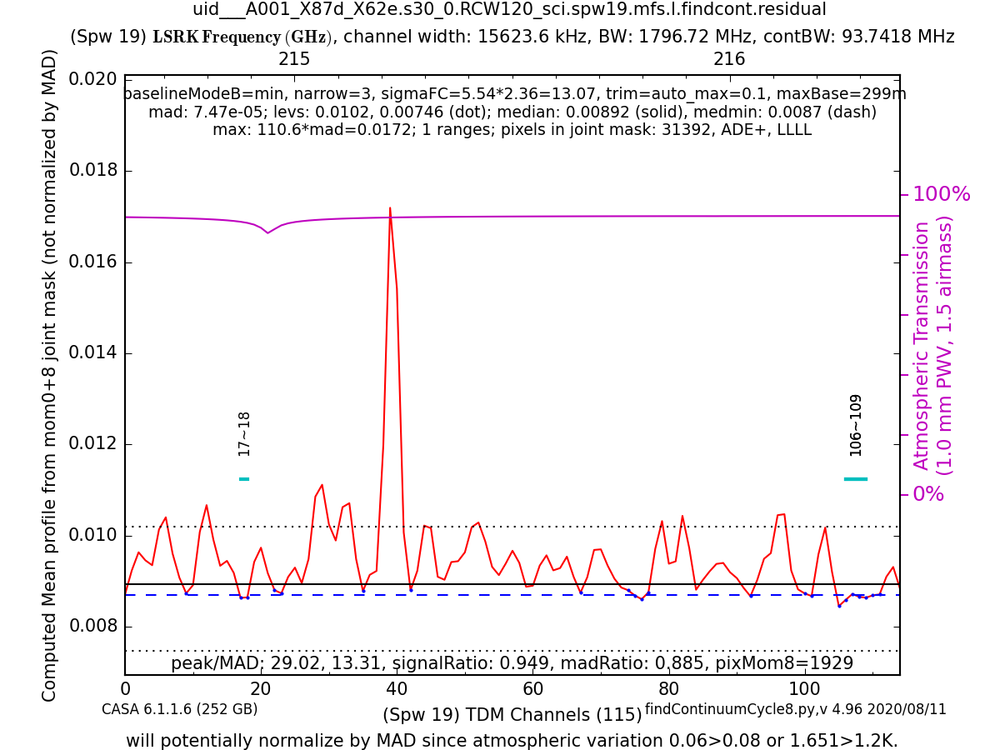 uid___A001_X87d_X62e.s30_0.RCW120_sci.spw19.mfs.I.findcont.residual
(Spw 19) LSRK Frequency (GHz), channel width: 15623.6 kHz, BW: 1796.72 MHz, contBW: 93.7418 MHz
215 216
baselineModeB=min, narrow=3, sigmaFC=5.54*2.36=13.07, trim=auto_max=0.1, maxBase=299m
mad: 7.47e-05; levs: 0.0102, 0.00746 (dot); median: 0.00892 (solid), medmin: 0.0087 (dash)
max: 110.6*mad=0.0172; 1 ranges; pixels in joint mask: 31392, ADE+, LLLL
Computed Mean profile from mom0+8 joint mask (not normalized by MAD)
0.020
0.018
0.016
0.014
0.012
0.010
0.008
17~18
106~109
100%
0%
Atmospheric Transmission
(1.0 mm PWV, 1.5 airmass)
peak/MAD: 29.02, 13.31, signalRatio: 0.949, madRatio: 0.885, pixMom8=1929
0 20 40 60 80 100
CASA 6.1.1.6 (252 GB)
(Spw 19) TDM Channels (115)
findContinuumCycle8.py,v 4.96 2020/08/11
will potentially normalize by MAD since atmospheric variation 0.06>0.08 or 1.651>1.2K.